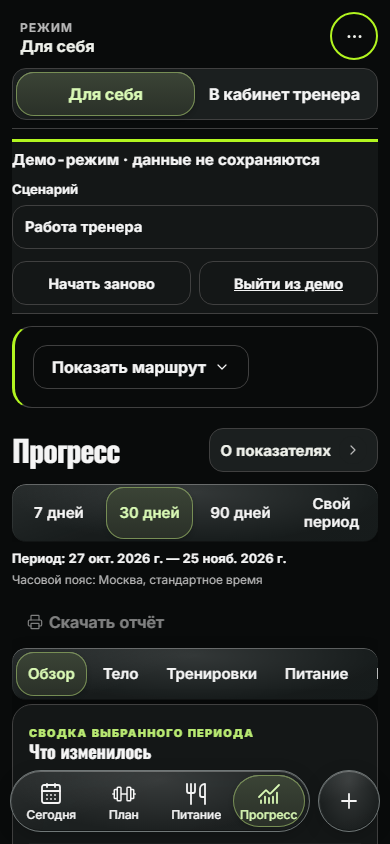 РЕЖИМ
Для себя
Для себя
В кабинет тренера
Демо-режим · данные не сохраняются
Сценарий
Работа тренера
Начать заново
Выйти из демо
Показать маршрут
Прогресс
О показателях
7 дней
30 дней
90 дней
Свой
период
Период: 27 окт. 2026 г. — 25 нояб. 2026 г.
Часовой пояс: Москва, стандартное время
Скачать отчёт
Обзор
Тело
Тренировки
Питание
СВОДКА ВЫБРАННОГО ПЕРИОДА
Что изменилось
Сегодня
План
Питание
Прогресс